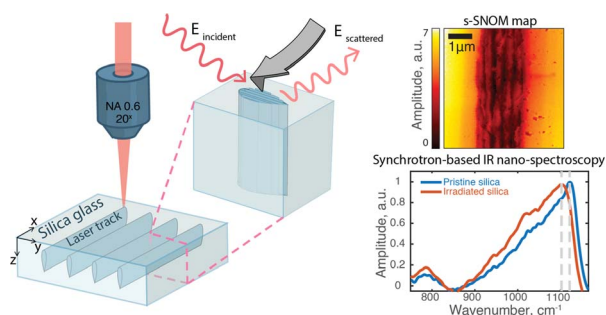 E incident
E scattered
NA 0.6
20x
Silica glass
Laser track
x
y
z
s-SNOM map
7
Amplitude, a.u.
0
1μm
Synchrotron-based IR nano-spectroscopy
Pristine silica
Irradiated silica
Amplitude, a.u.
1
0.8
0.6
0.4
0.2
0
800
900
1000
1100
Wavenumber, cm-1